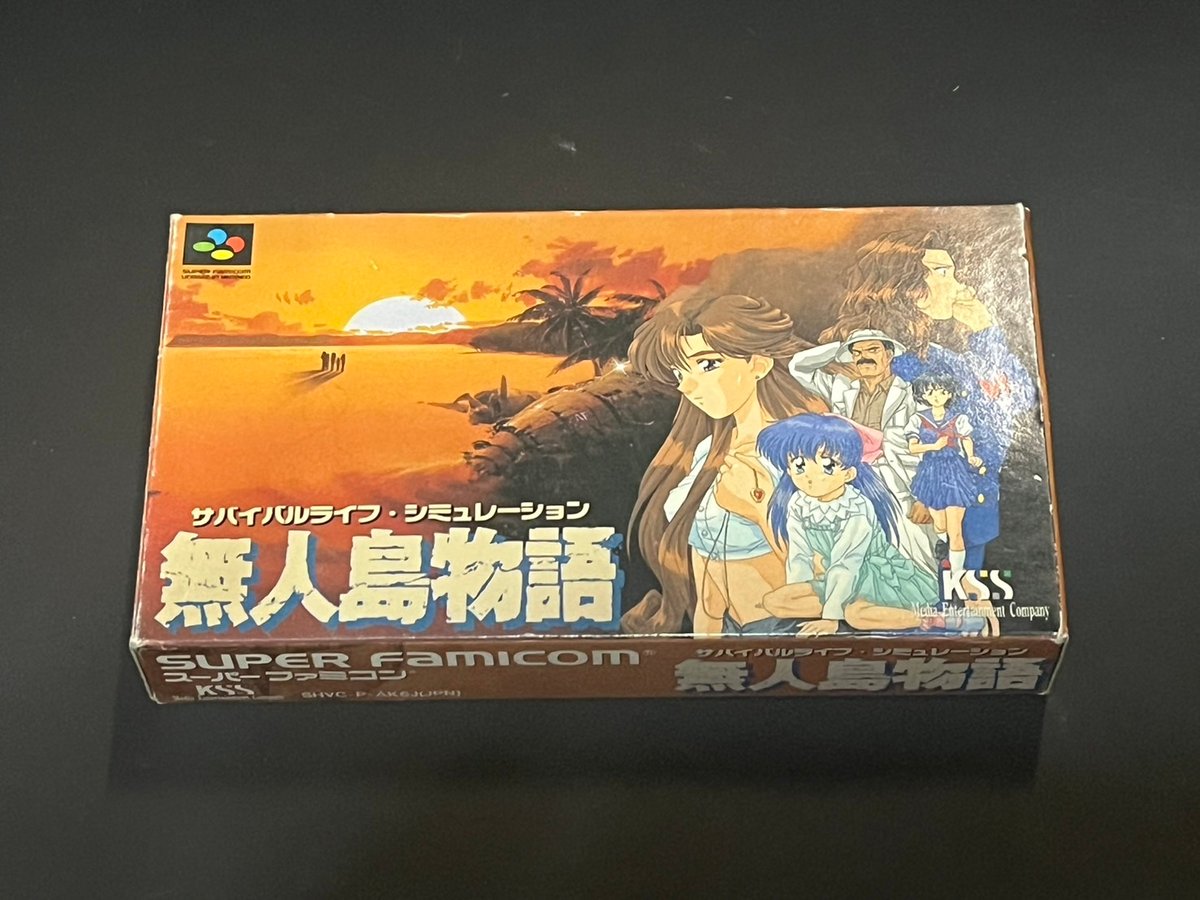 SUPER FAMICOM
サバイバルライフ・シミュレーション
無人島物語
KSS
Media Entertainment Company
SUPER FAMICOM
スーパーファミコン
KSS
サバイバルライフ・シミュレーション
無人島物語